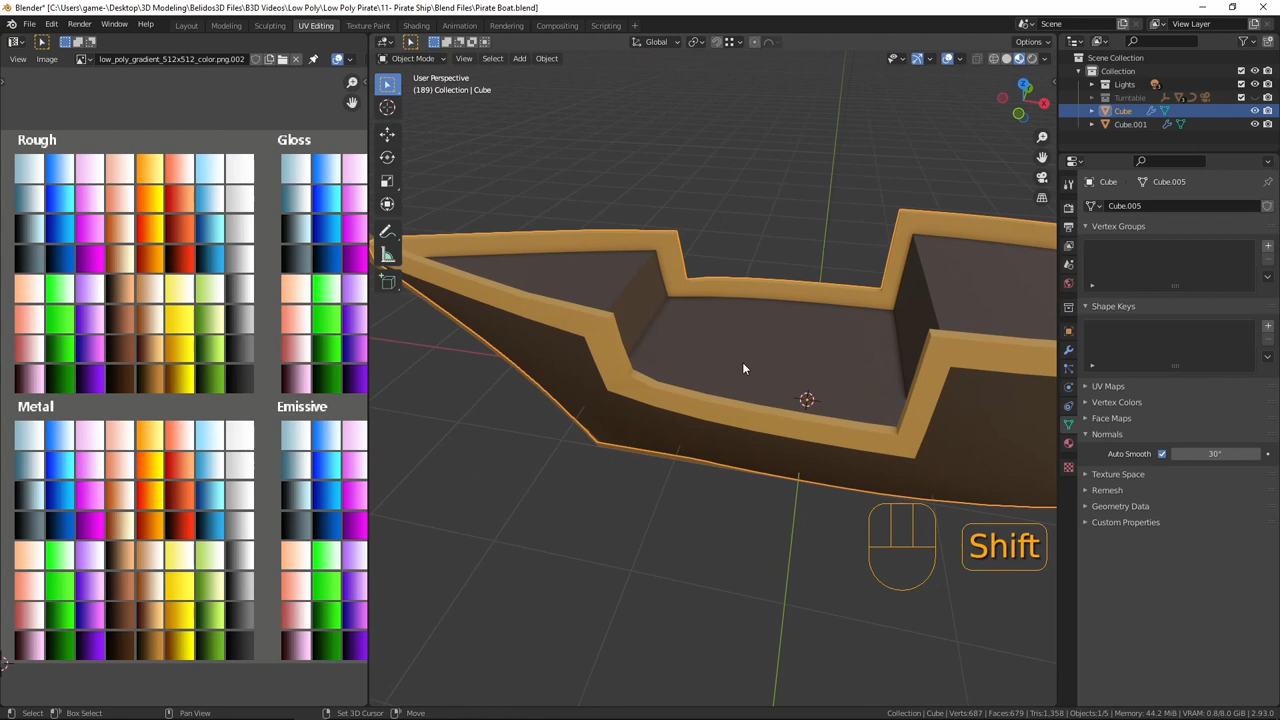 Blender* [C:\Users\game-\Desktop\3D Modeling\Belidos3D\B3D Videos\Low Poly\Low Poly Pirate\11- Pirate Ship\Blend Files\Pirate Boat.blend]
File Edit Render Window Help Layout Modeling Sculpting UV Editing Texture Paint Shading Animation Rendering Compositing Scripting Scene View Layer
Global Options
View Image low_poly_gradient_512x512_color.png.002 Object Mode View Select Add Object
User Perspective
(189) Collection | Cube
Scene Collection
Collection
Lights
Turntable
Cube
Cube.001
Rough Gloss
Cube Cube.005
Cube.005
Vertex Groups
Shape Keys
UV Maps
Vertex Colors
Face Maps
Normals
Auto Smooth 30°
Texture Space
Remesh
Geometry Data
Custom Properties
Metal Emissive
Shift
Select Box Select Pan View Set 3D Cursor Move Collection | Cube | Verts:687 | Faces:679 | Tris:1,358 | Objects:1/5 | Memory: 44.2 MiB | VRAM: 0.8/8.0 GiB | 2.93.0